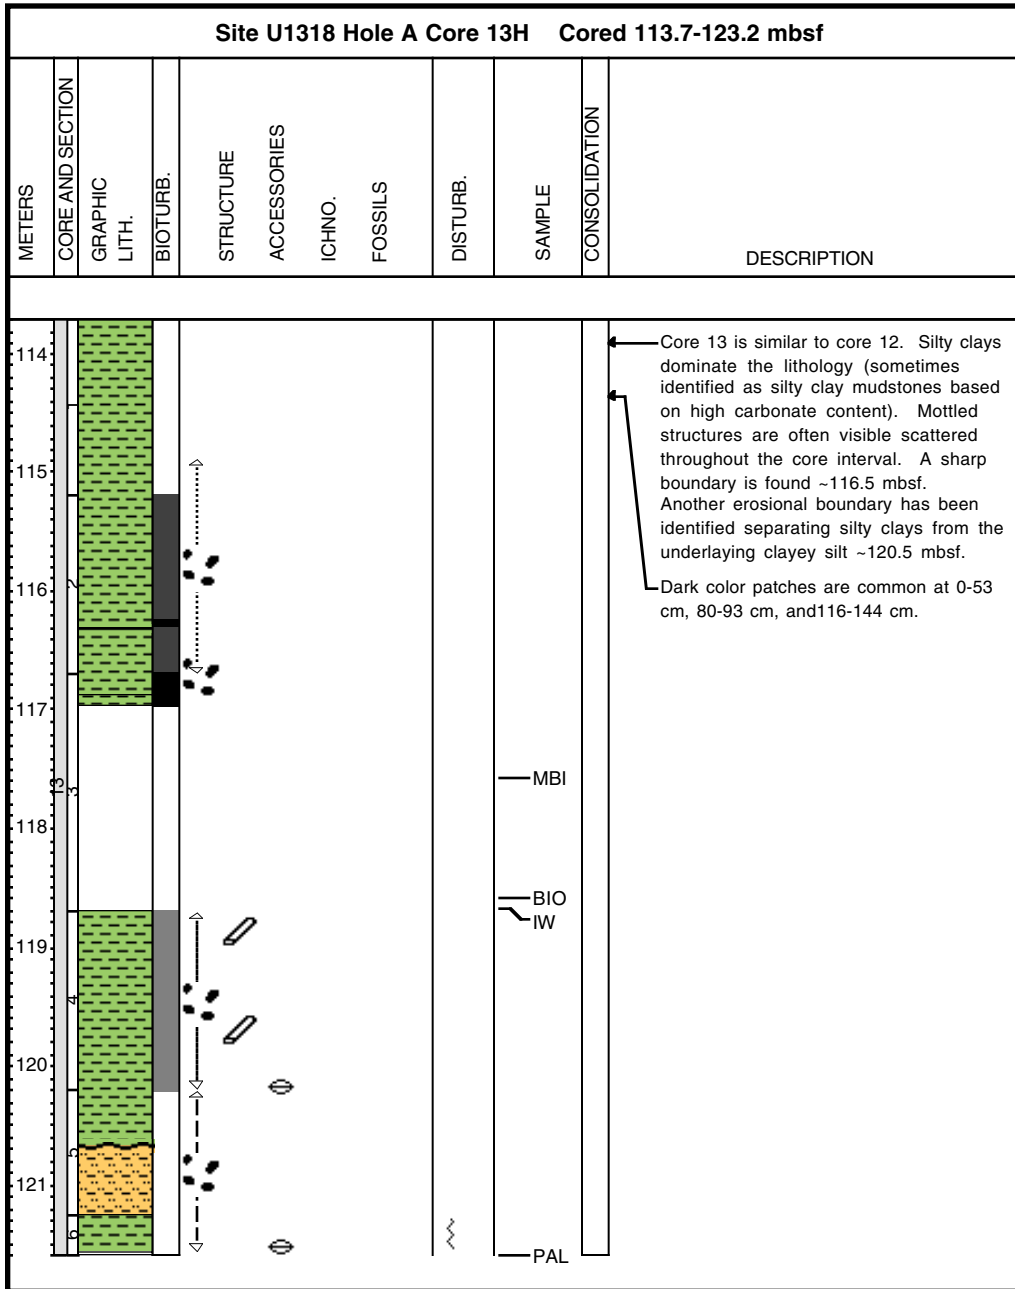 Site U1318 Hole A Core 13H Cored 113.7-123.2 mbsf
METERS
CORE AND SECTION
GRAPHIC
LITH.
BIOTURB.
STRUCTURE
ACCESSORIES
ICHNO.
FOSSILS
DISTURB.
SAMPLE
CONSOLIDATION
DESCRIPTION
114
115
116
117
118
119
120
121
13
1
2
3
4
5
6
MBI
BIO
IW
PAL
Core 13 is similar to core 12. Silty clays
dominate the lithology (sometimes
identified as silty clay mudstones based
on high carbonate content). Mottled
structures are often visible scattered
throughout the core interval. A sharp
boundary is found ~116.5 mbsf.
Another erosional boundary has been
identified separating silty clays from the
underlaying clayey silt ~120.5 mbsf.
Dark color patches are common at 0-53
cm, 80-93 cm, and116-144 cm.